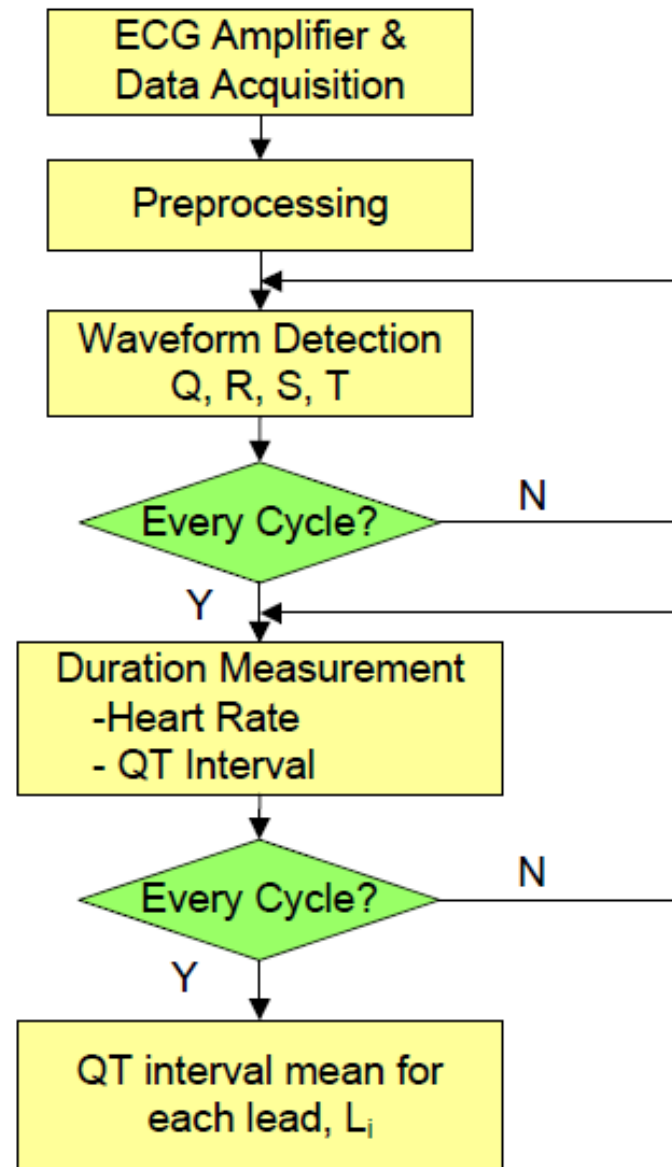 ECG Amplifier &
Data Acquisition
Preprocessing
Waveform Detection
Q, R, S, T
Every Cycle?
N
Y
Duration Measurement
-Heart Rate
- QT Interval
Every Cycle?
N
Y
QT interval mean for
each lead, Li